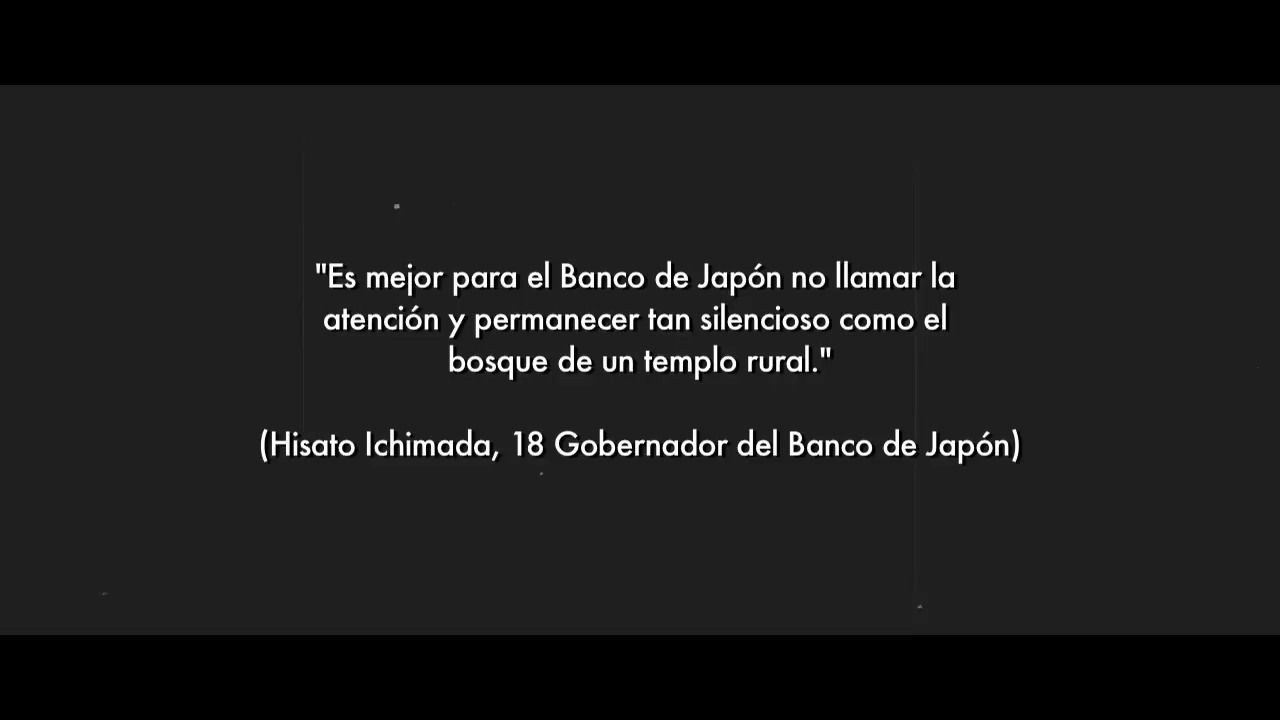 "Es mejor para el Banco de Japón no llamar la
atención y permanecer tan silencioso como el
bosque de un templo rural."
(Hisato Ichimada, 18 Gobernador del Banco de Japón)